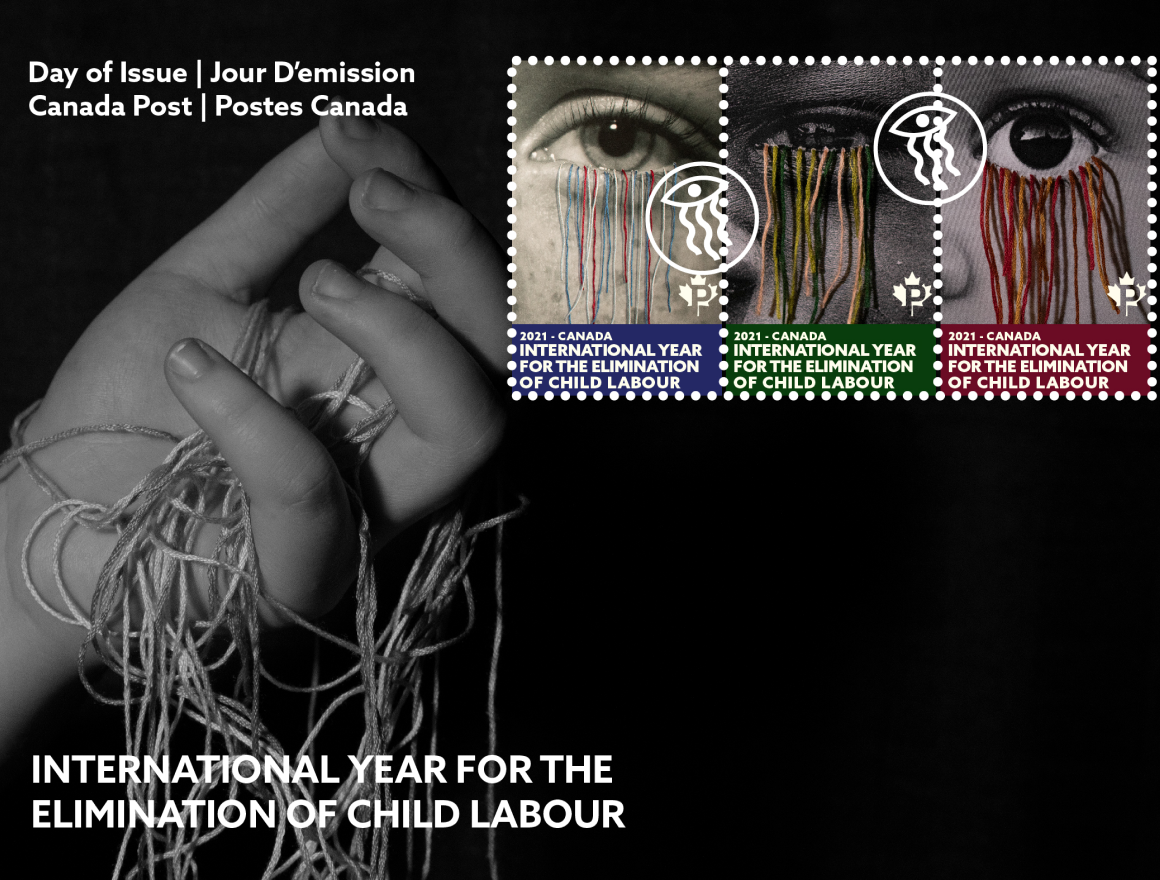 Day of Issue | Jour D'emission
Canada Post | Postes Canada
P
P
P
2021 - CANADA
INTERNATIONAL YEAR
FOR THE ELIMINATION
OF CHILD LABOUR
2021 - CANADA
INTERNATIONAL YEAR
FOR THE ELIMINATION
OF CHILD LABOUR
2021 - CANADA
INTERNATIONAL YEAR
FOR THE ELIMINATION
OF CHILD LABOUR
INTERNATIONAL YEAR FOR THE
ELIMINATION OF CHILD LABOUR